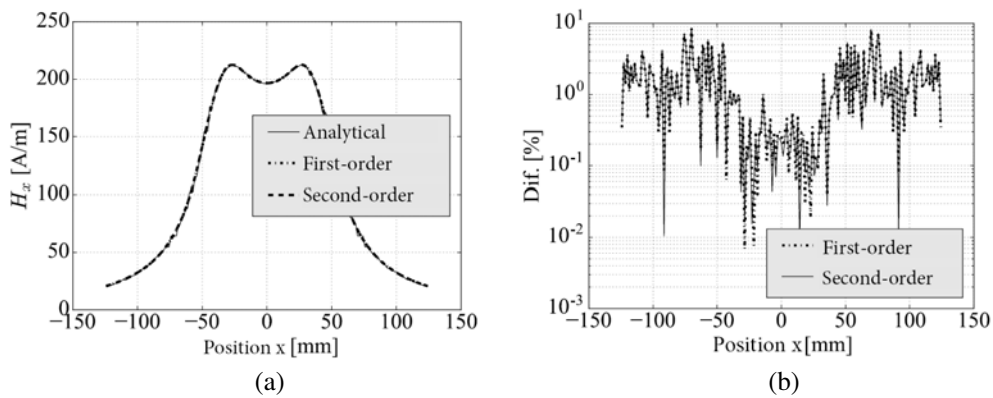 250
200
150
100
50
0
H_x [A/m]
Analytical
First-order
Second-order
−150 −100 −50 0 50 100 150
Position x [mm]
(a)
10^1
10^0
10^-1
10^-2
10^-3
Dif. [%]
First-order
Second-order
−150 −100 −50 0 50 100 150
Position x [mm]
(b)